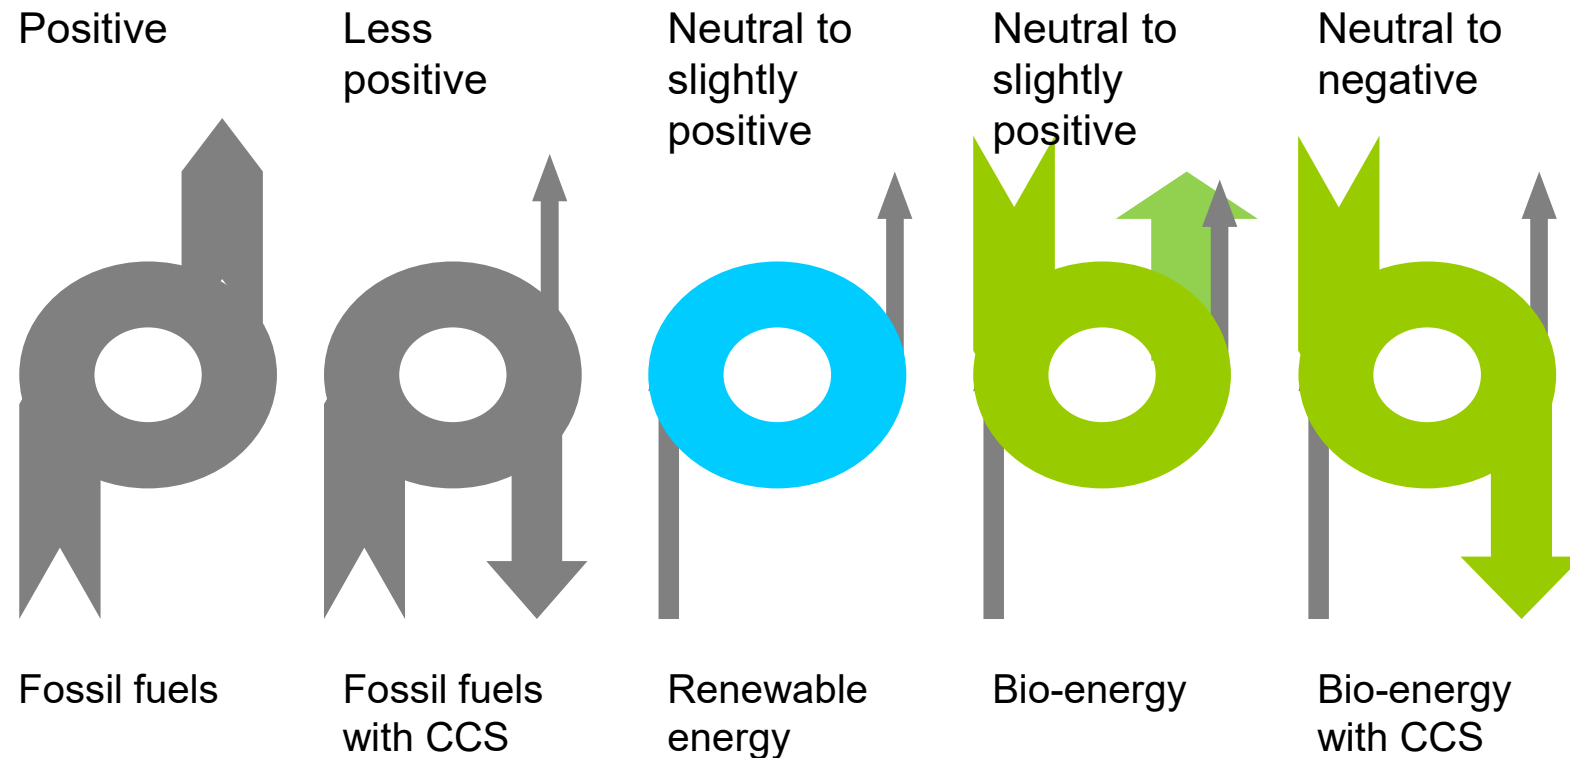 Positive
Less
positive
Neutral to
slightly
positive
Neutral to
slightly
positive
Neutral to
negative
Fossil fuels
Fossil fuels
with CCS
Renewable
energy
Bio-energy
Bio-energy
with CCS